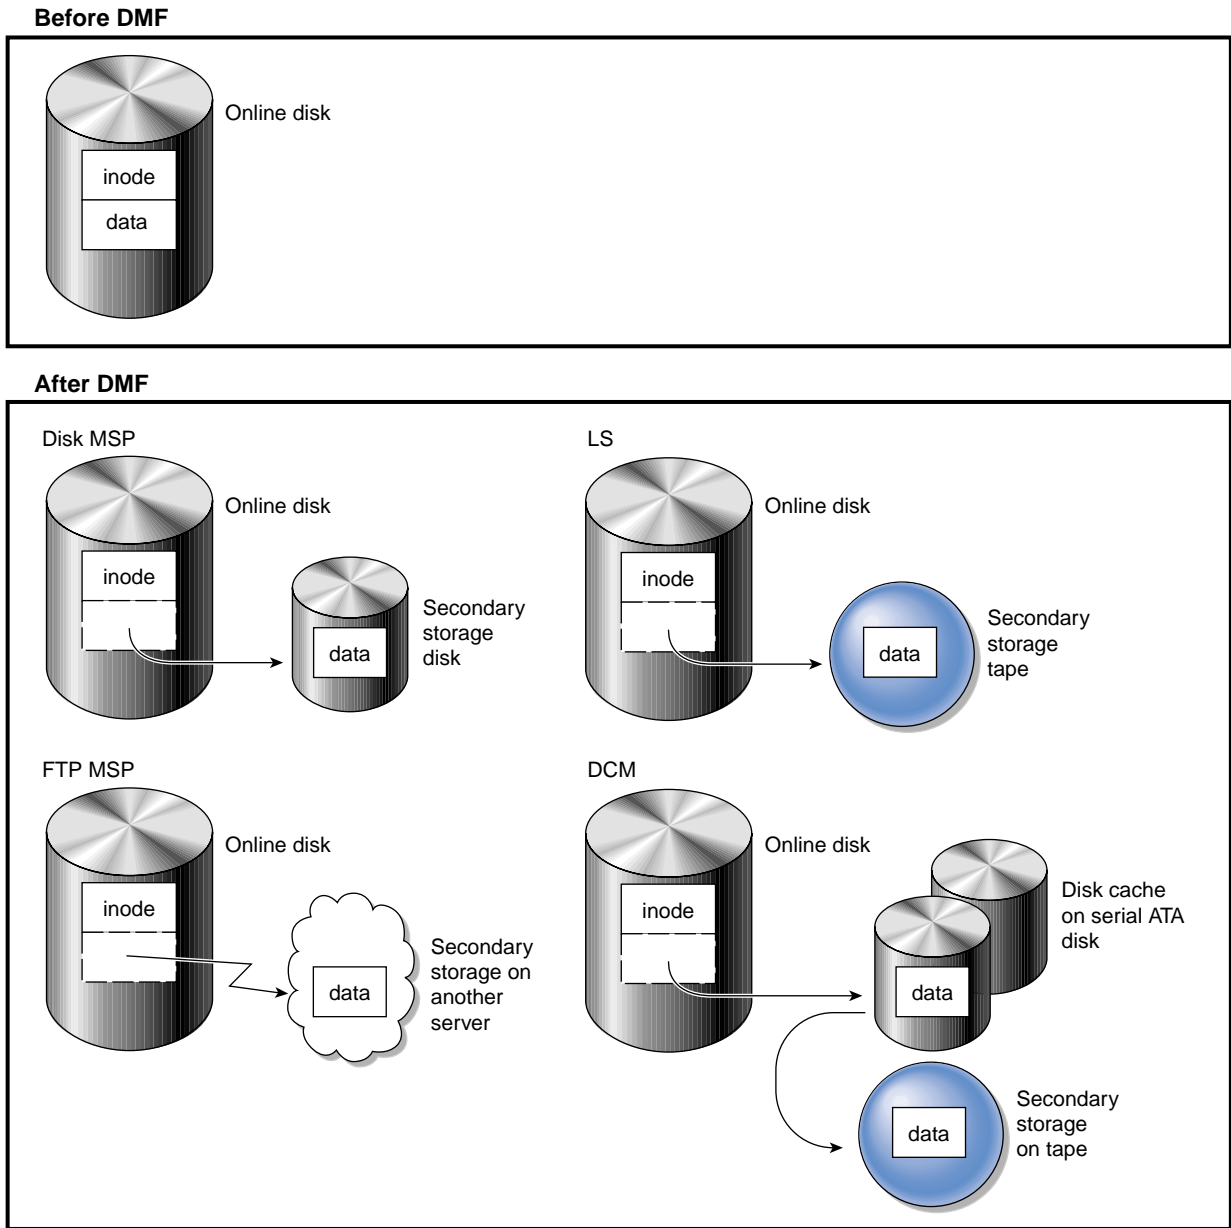 Before DMF
Online disk
inode
data
After DMF
Disk MSP
Online disk
inode
data
Secondary
storage
disk
LS
Online disk
inode
data
Secondary
storage
tape
FTP MSP
Online disk
inode
data
Secondary
storage on
another
server
DCM
Online disk
inode
data
Disk cache
on serial ATA
disk
data
Secondary
storage
on tape